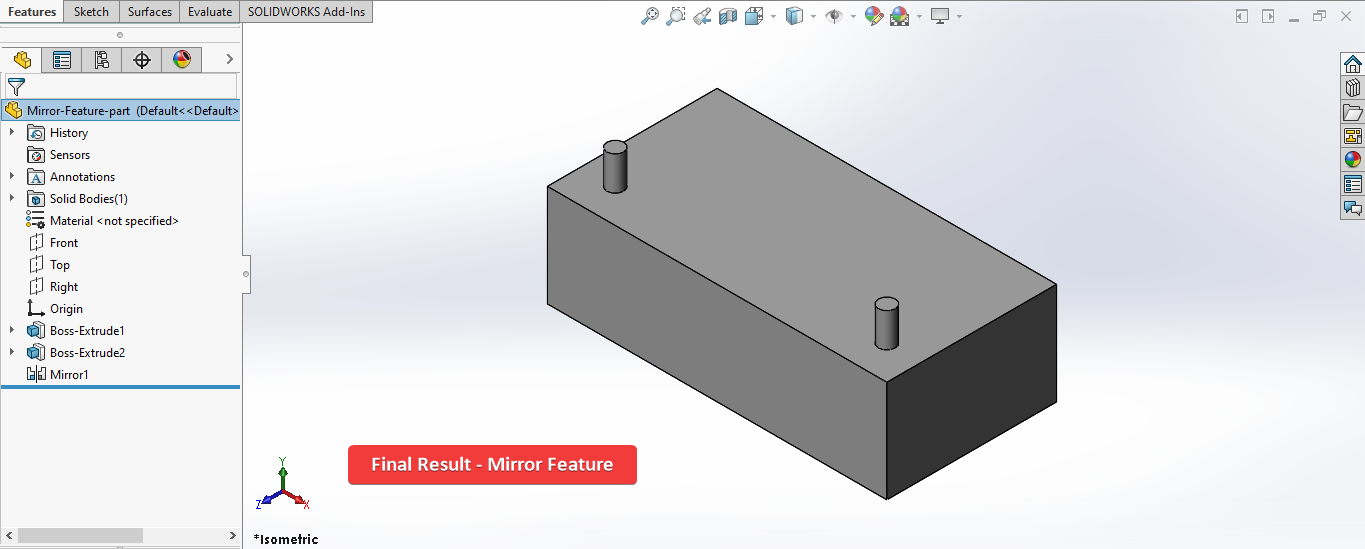 Features Sketch Surfaces Evaluate SOLIDWORKS Add-Ins
Mirror-Feature-part (Default<<Default>
History
Sensors
A Annotations
Solid Bodies(1)
Material <not specified>
Front
Top
Right
Origin
Boss-Extrude1
Boss-Extrude2
Mirror1
Final Result - Mirror Feature
Y
Z X
*Isometric